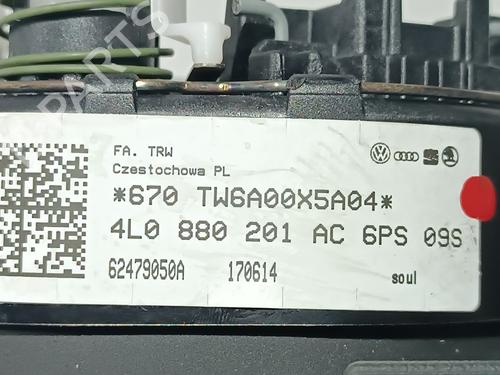 FA. TRW
Czestochowa PL
*670 TW6A00X5A04*
4L0 880 201 AC 6PS 09S
62479050A 170614 soul